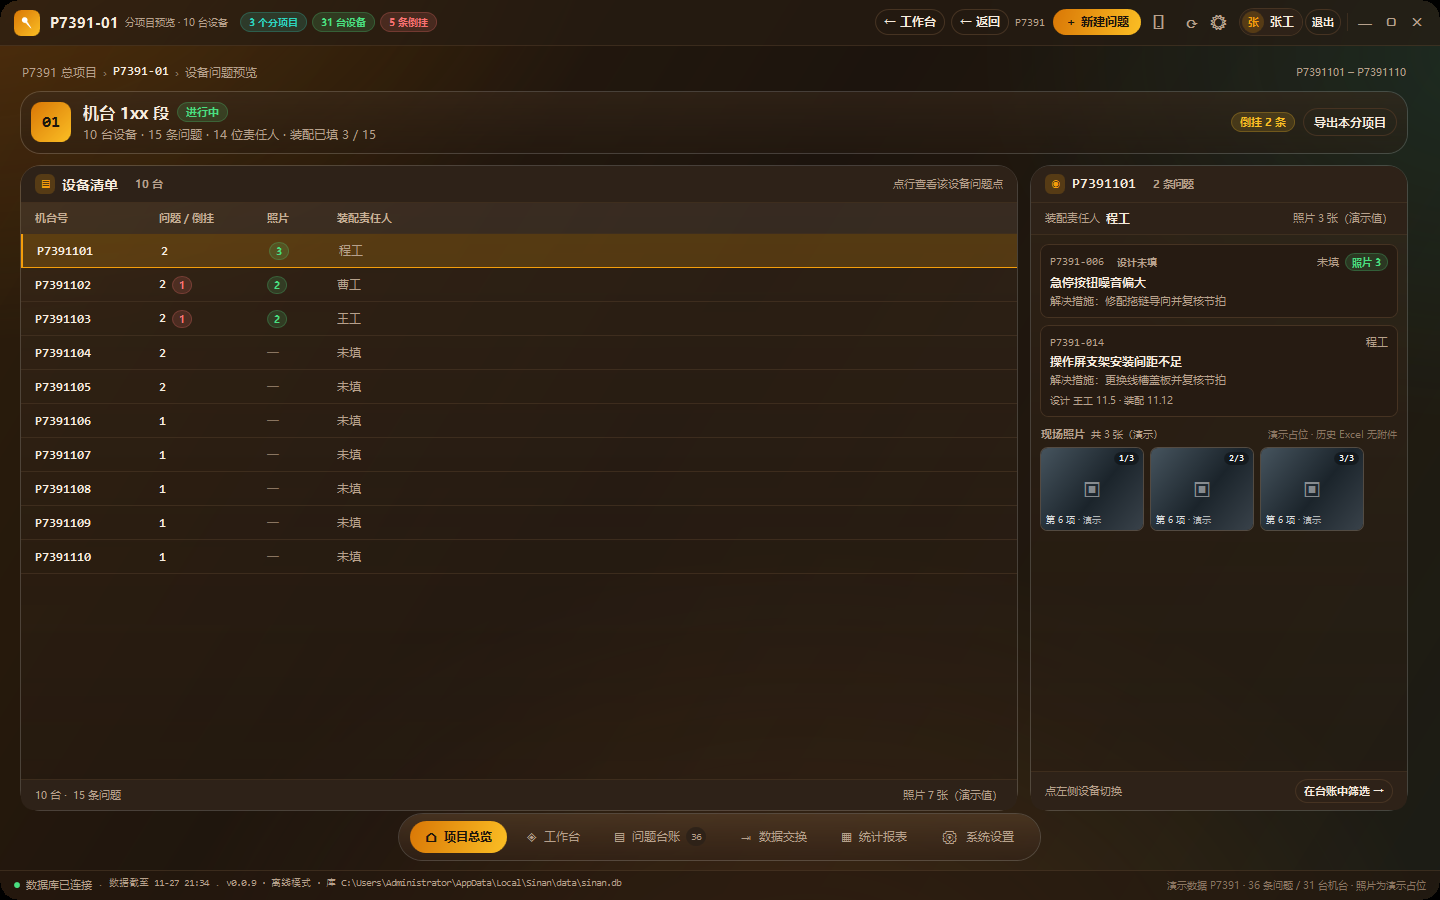 P7391-01 分项目预览 · 10 台设备 3 个分项目 31 台设备 5 条倒挂 ← 工作台 ← 返回 P7391 + 新建问题 张 张工 退出
P7391 总项目 › P7391-01 › 设备问题预览 P7391101 – P7391110
01 机台 1xx 段 进行中
10 台设备 · 15 条问题 · 14 位责任人 · 装配已填 3 / 15
倒挂 2 条 导出本分项目
设备清单 10 台 点行查看该设备问题点
机台号 问题 / 倒挂 照片 装配责任人
P7391101 2 3 程工
P7391102 2 1 2 曹工
P7391103 2 1 2 王工
P7391104 2 — 未填
P7391105 2 — 未填
P7391106 1 — 未填
P7391107 1 — 未填
P7391108 1 — 未填
P7391109 1 — 未填
P7391110 1 — 未填
10 台 · 15 条问题 照片 7 张（演示值）
P7391101 2 条问题
装配责任人 程工 照片 3 张（演示值）
P7391-006 设计未填 未填 照片 3
急停按钮噪音偏大
解决措施：修配拖链导向并复核节拍
P7391-014 程工
操作屏支架安装间距不足
解决措施：更换线槽盖板并复核节拍
设计 王工 11.5 · 装配 11.12
现场照片 共 3 张（演示） 演示占位 · 历史 Excel 无附件
1/3 2/3 3/3
第 6 项 · 演示 第 6 项 · 演示 第 6 项 · 演示
点左侧设备切换 在台账中筛选 →
项目总览 工作台 问题台账 36 数据交换 统计报表 系统设置
数据库已连接 · 数据截至 11-27 21:34 · v0.0.9 · 离线模式 · 库 C:\Users\Administrator\AppData\Local\Sinan\data\sinan.db 演示数据 P7391 · 36 条问题 / 31 台机台 · 照片为演示占位